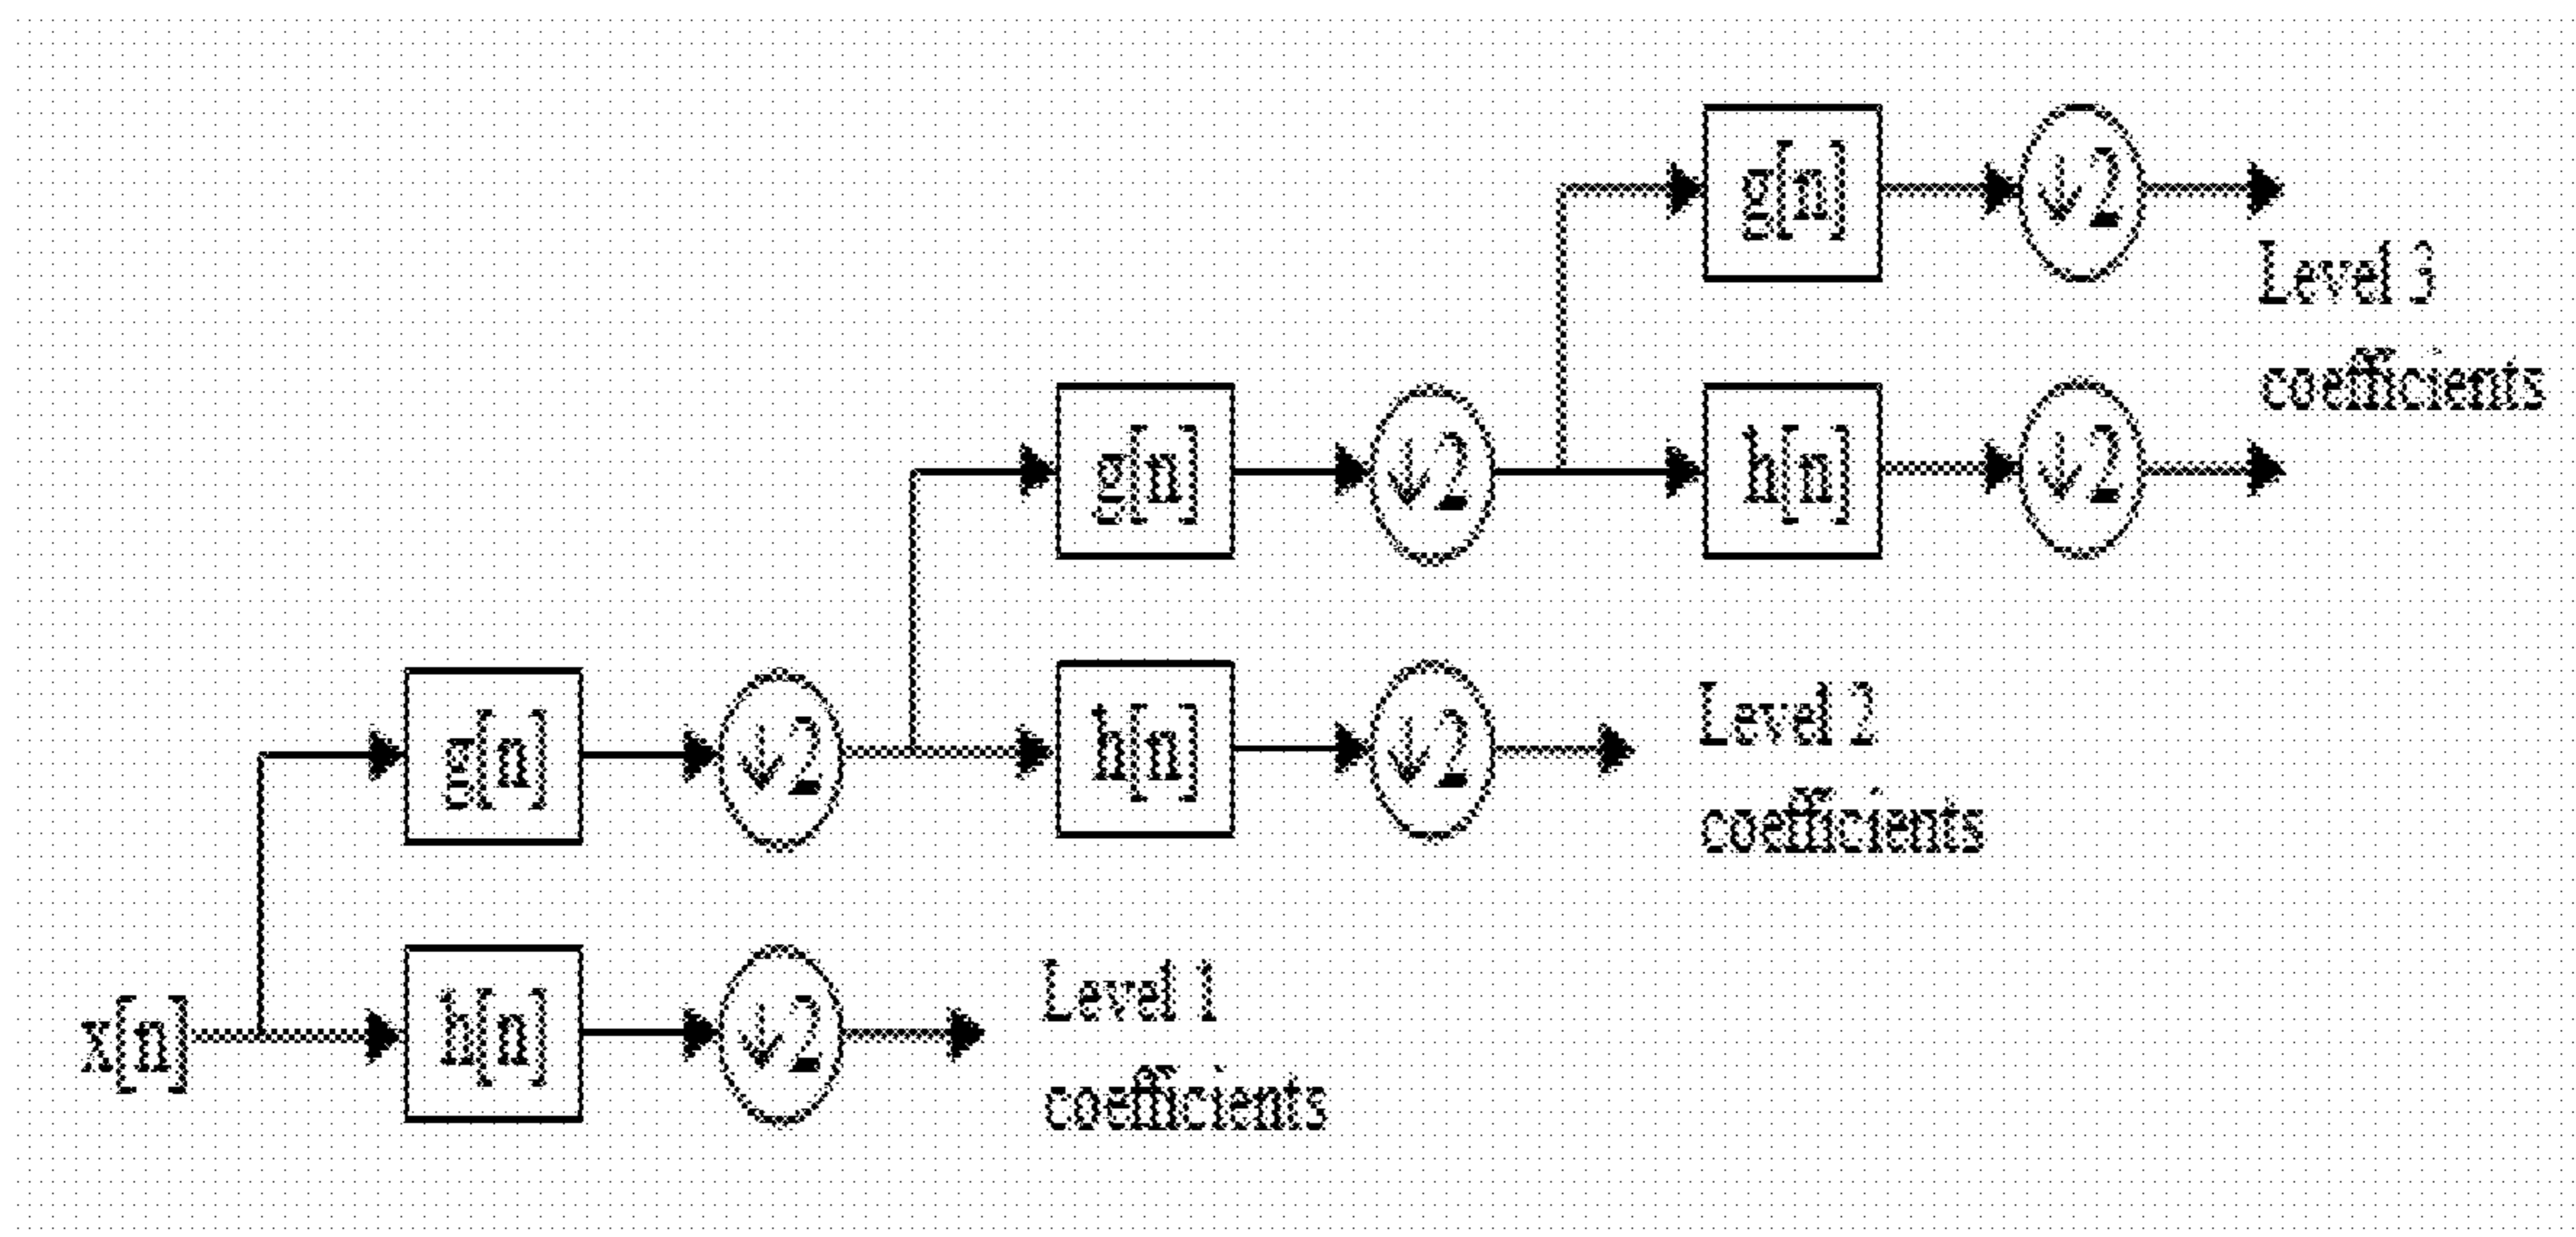 g[n]
↓2
Level 3
coefficients
g[n]
↓2
h[n]
↓2
g[n]
↓2
h[n]
↓2
Level 2
coefficients
x[n]
h[n]
↓2
Level 1
coefficients